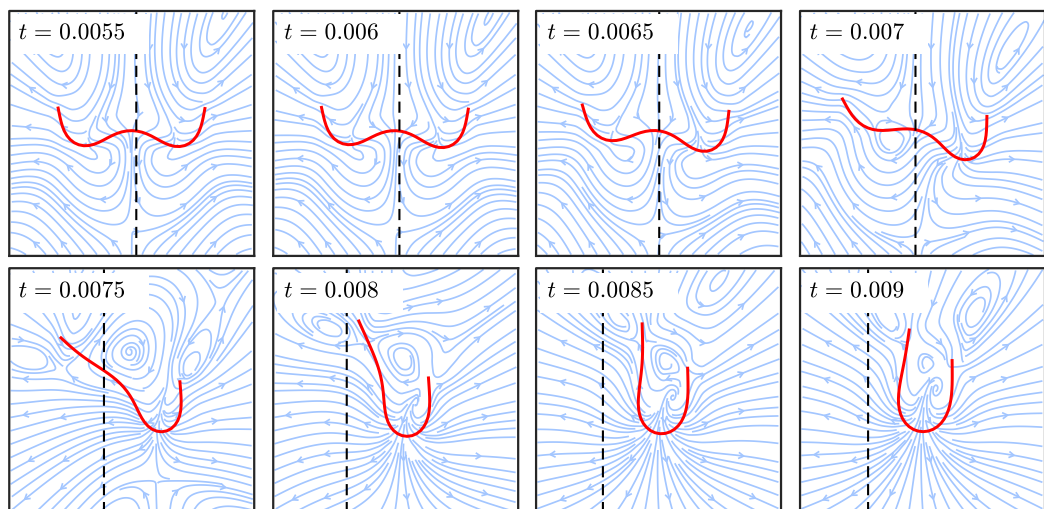 t = 0.0055
t = 0.006
t = 0.0065
t = 0.007
t = 0.0075
t = 0.008
t = 0.0085
t = 0.009